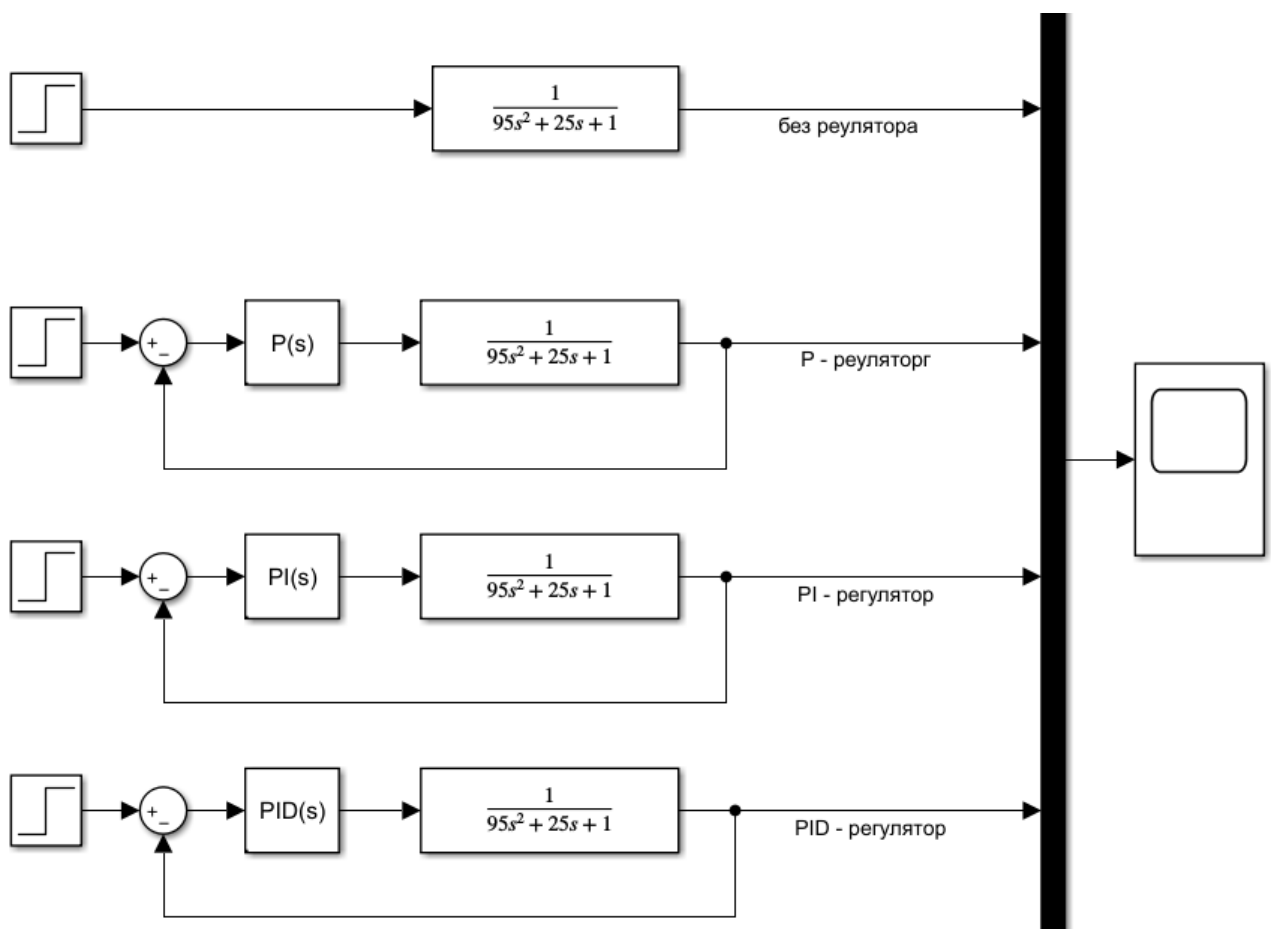 1
95s² + 25s + 1
без реулятора
+
−
P(s)
1
95s² + 25s + 1
P - реуляторг
+
−
PI(s)
1
95s² + 25s + 1
PI - регулятор
+
−
PID(s)
1
95s² + 25s + 1
PID - регулятор